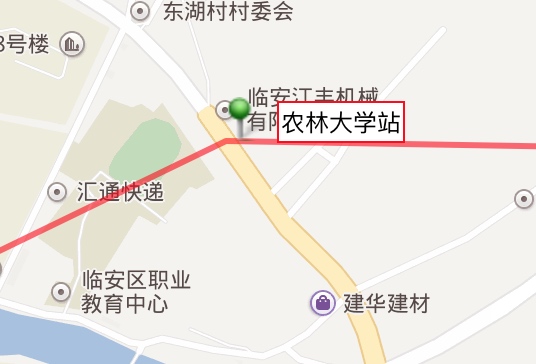 东湖村村委会
3号楼
临安江丰机械
有限
农林大学站
汇通快递
临安区职业
教育中心
建华建材